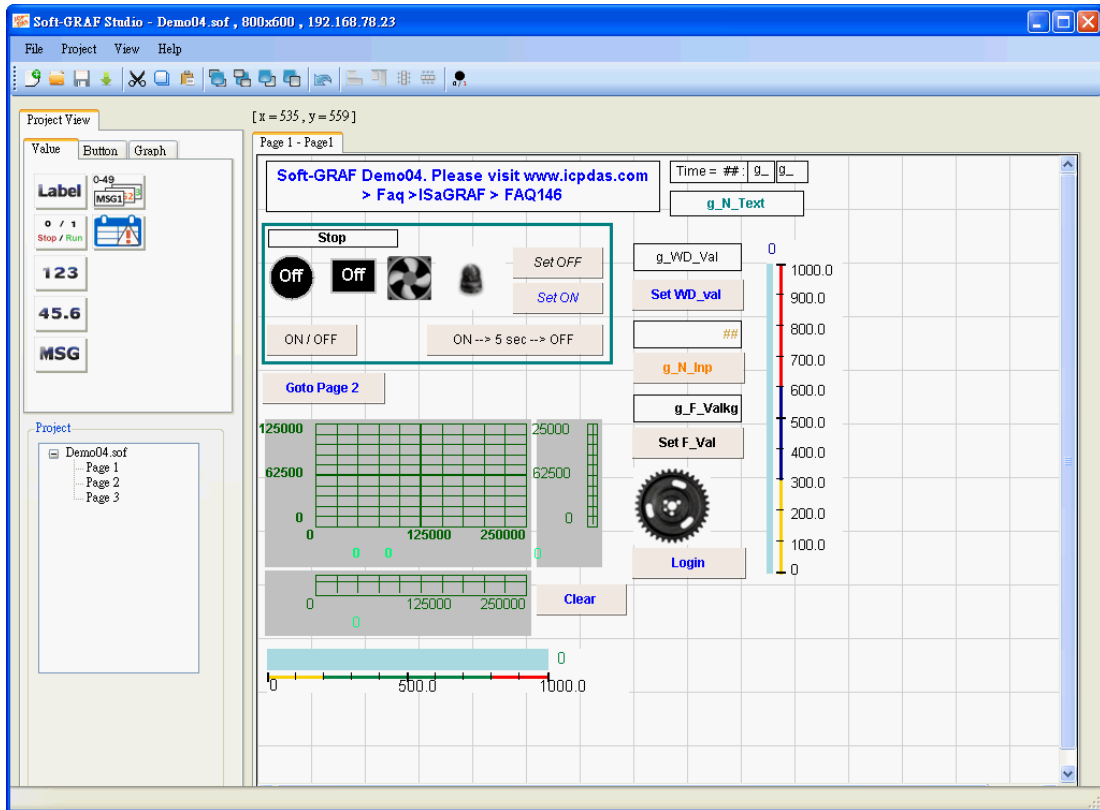 Soft-GRAF Studio - Demo04.sof , 800x600 , 192.168.78.23
File Project View Help
Project View
[ x = 535 , y = 559 ]
Value Button Graph
Page 1 - Page1
Label
0-49
MSG1
0 / 1
Stop / Run
123
45.6
MSG
Project
Demo04.sof
Page 1
Page 2
Page 3
Soft-GRAF Demo04. Please visit www.icpdas.com
> Faq >ISaGRAF > FAQ146
Time = ## : g_ g_
g_N_Text
Stop
Off
Off
Set OFF
Set ON
ON / OFF
ON --> 5 sec --> OFF
Goto Page 2
g_WD_Val
Set WD_val
##
g_N_Inp
g_F_Valkg
Set F_Val
Login
0
1000.0
900.0
800.0
700.0
600.0
500.0
400.0
300.0
200.0
100.0
0
125000
62500
0
0 125000 250000
0 0
25000
62500
0
0
0 125000 250000
0
Clear
0
0 500.0 1000.0